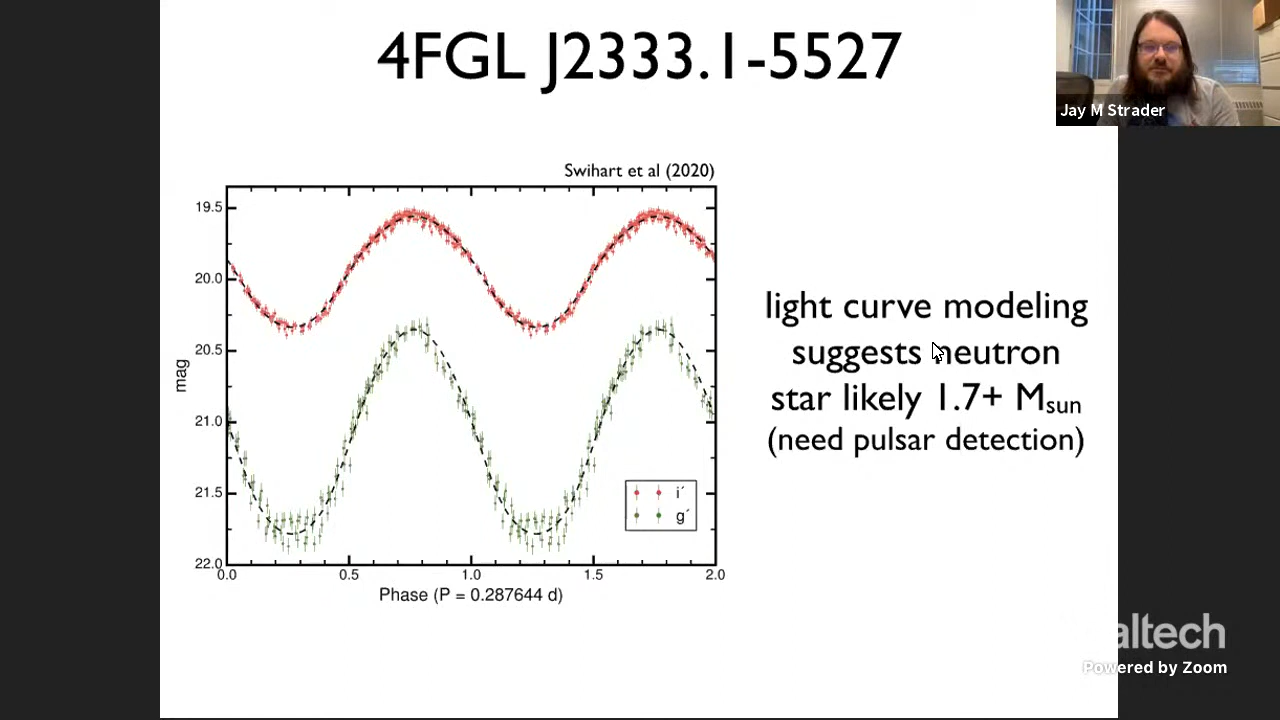 4FGL J2333.1-5527
Jay M Strader
Swihart et al (2020)
19.5
20.0
20.5
21.0
21.5
22.0
mag
i´
g´
0.0 0.5 1.0 1.5 2.0
Phase (P = 0.287644 d)
light curve modeling
suggests neutron
star likely 1.7+ Msun
(need pulsar detection)
altech
Powered by Zoom